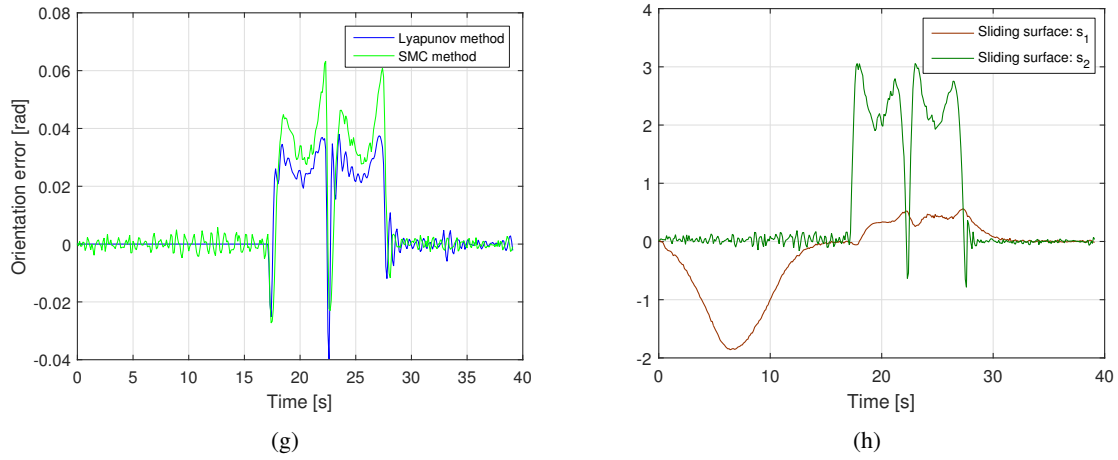 0.08
0.06
0.04
0.02
0
-0.02
-0.04
Orientation error [rad]
Lyapunov method
SMC method
0 5 10 15 20 25 30 35 40
Time [s]
(g)
4
3
2
1
0
-1
-2
Sliding surface: s1
Sliding surface: s2
0 10 20 30 40
Time [s]
(h)